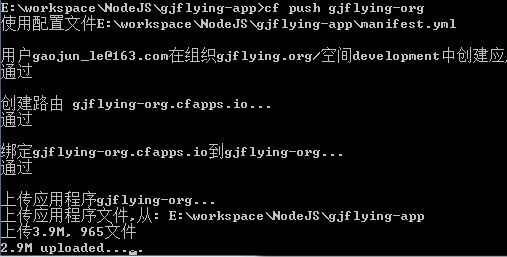 E:\workspace\NodeJS\gjflying-app>cf push gjflying-org
使用配置文件E:\workspace\NodeJS\gjflying-app\manifest.yml
用户gaojun_le@163.com在组织gjflying.org/空间development中创建应
通过
创建路由 gjflying-org.cfapps.io...
通过
绑定gjflying-org.cfapps.io到gjflying-org...
通过
上传应用程序gjflying-org...
上传应用程序文件,从: E:\workspace\NodeJS\gjflying-app
上传3.9M, 965文件
2.9M uploaded.....